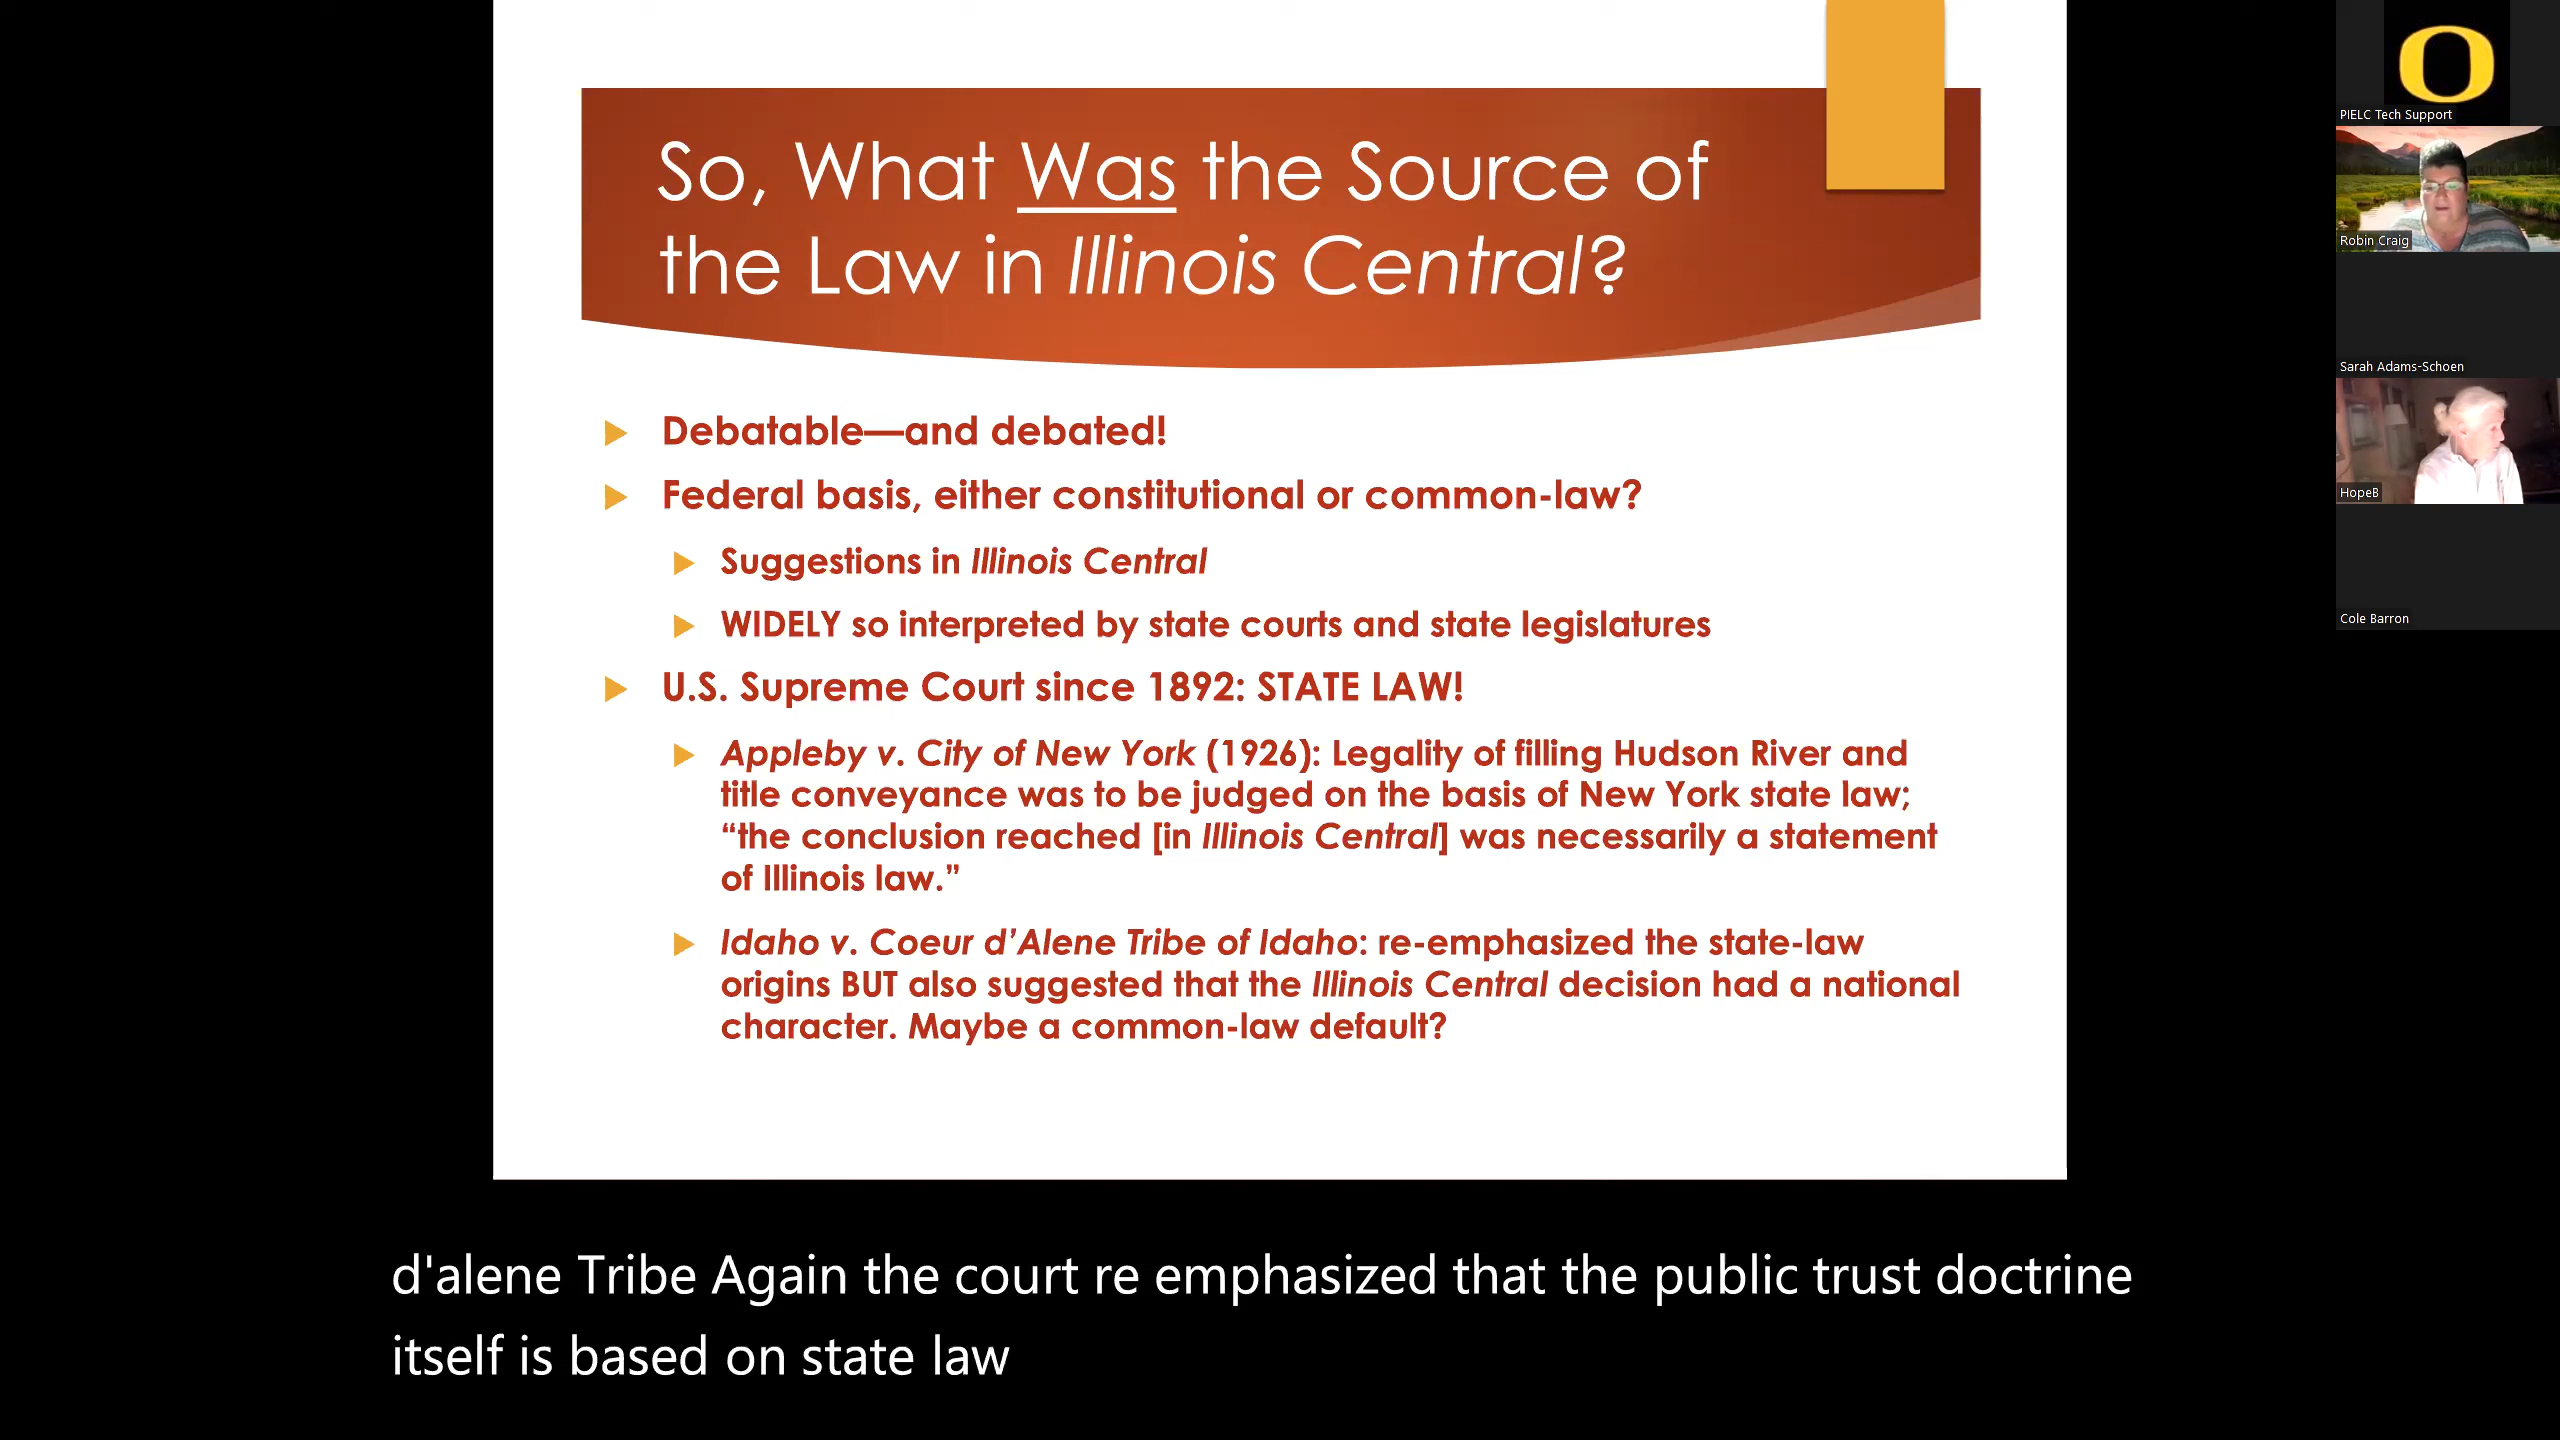 So, What Was the Source of
the Law in Illinois Central?
Debatable—and debated!
Federal basis, either constitutional or common-law?
Suggestions in Illinois Central
WIDELY so interpreted by state courts and state legislatures
U.S. Supreme Court since 1892: STATE LAW!
Appleby v. City of New York (1926): Legality of filling Hudson River and
title conveyance was to be judged on the basis of New York state law;
“the conclusion reached [in Illinois Central] was necessarily a statement
of Illinois law.”
Idaho v. Coeur d’Alene Tribe of Idaho: re-emphasized the state-law
origins BUT also suggested that the Illinois Central decision had a national
character. Maybe a common-law default?
d'alene Tribe Again the court re emphasized that the public trust doctrine
itself is based on state law
O
PIELC Tech Support
Robin Craig
Sarah Adams-Schoen
HopeB
Cole Barron